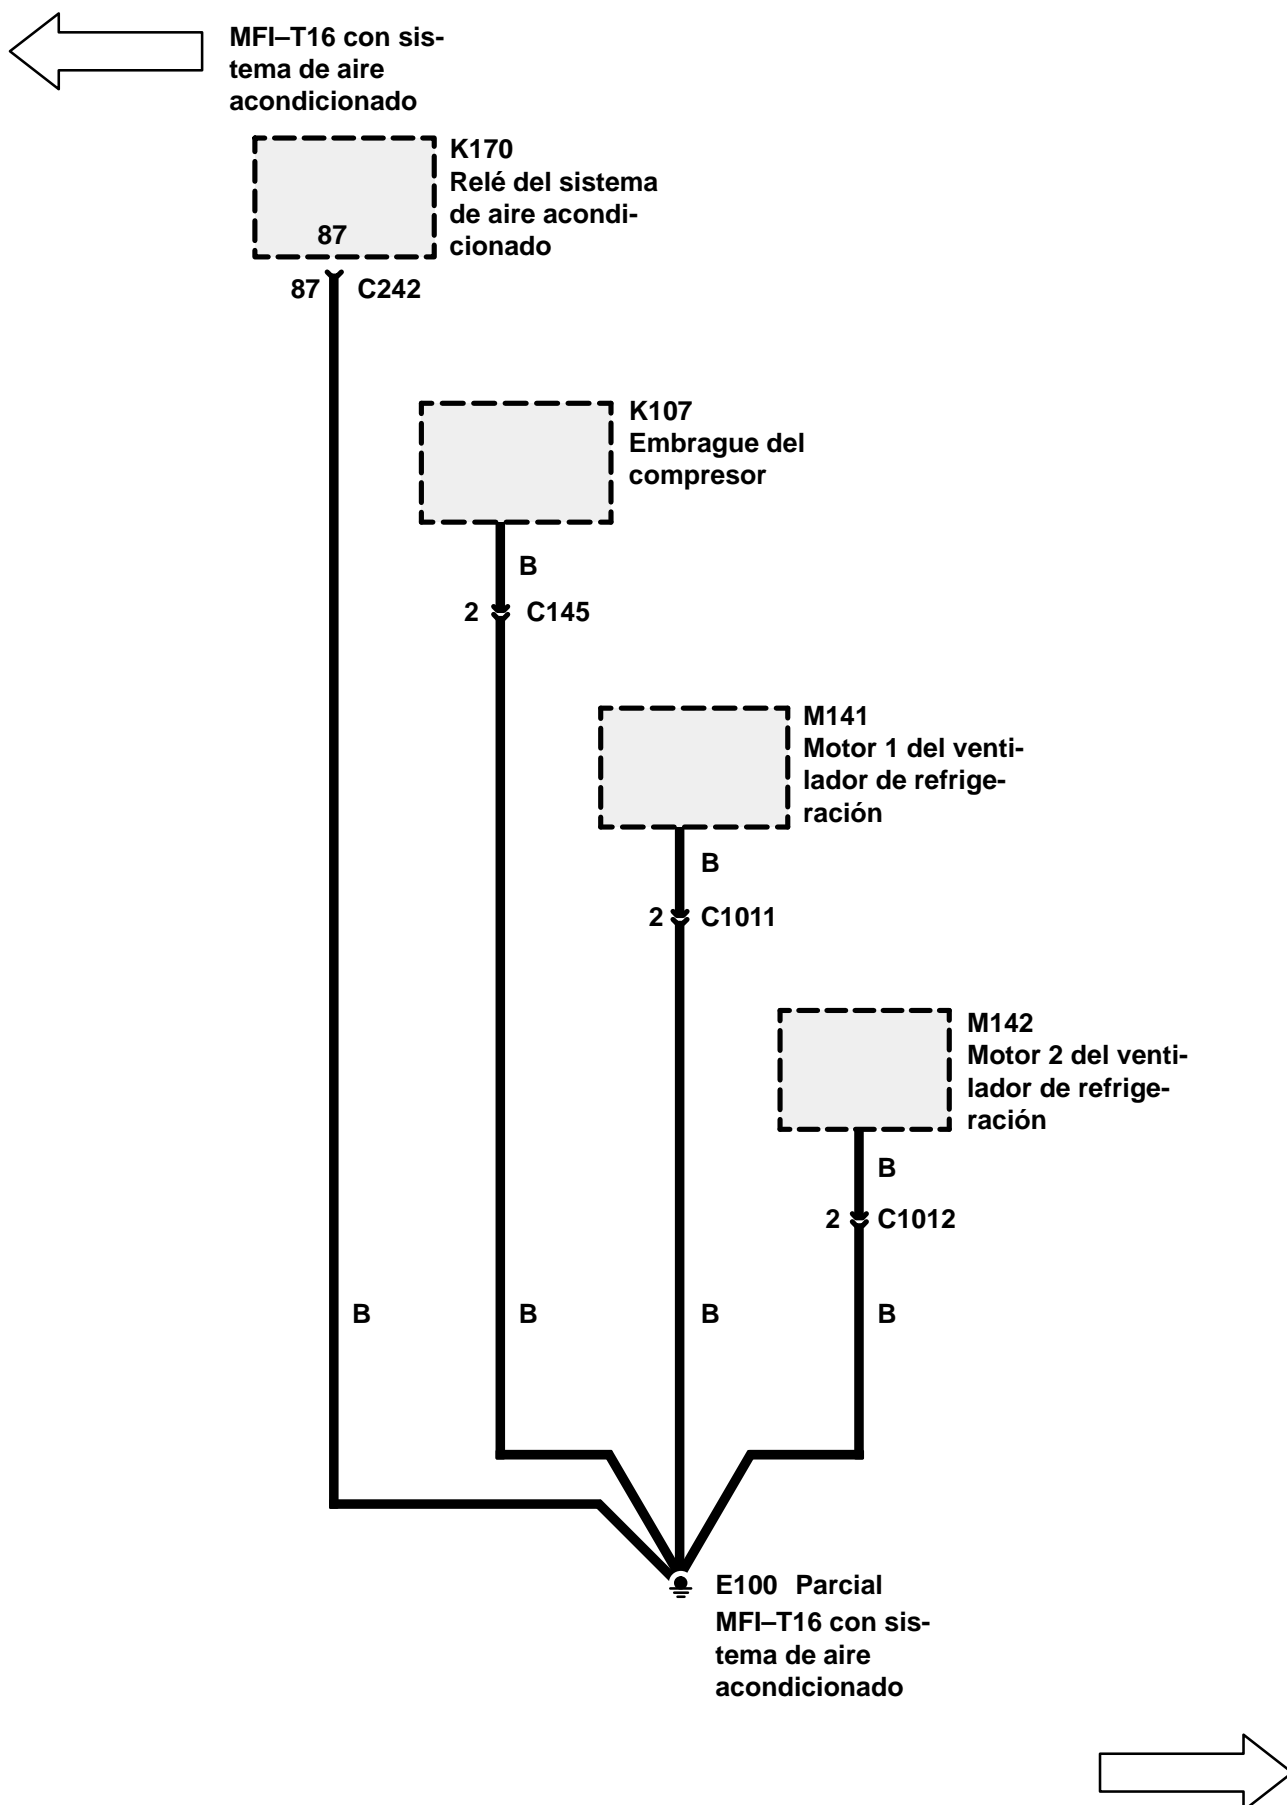 MFI–T16 con sis-
tema de aire
acondicionado
K170
Relé del sistema
de aire acondi-
cionado
87
87 C242
K107
Embrague del
compresor
B
2 C145
M141
Motor 1 del venti-
lador de refrige-
ración
B
2 C1011
M142
Motor 2 del venti-
lador de refrige-
ración
B
2 C1012
B B B B
E100 Parcial
MFI–T16 con sis-
tema de aire
acondicionado